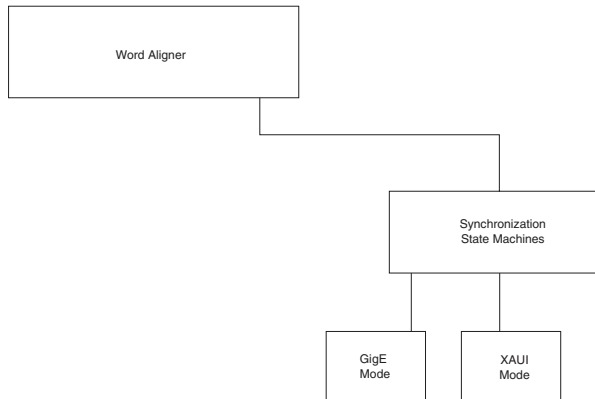 Word Aligner
Synchronization
State Machines
GigE
Mode
XAUI
Mode